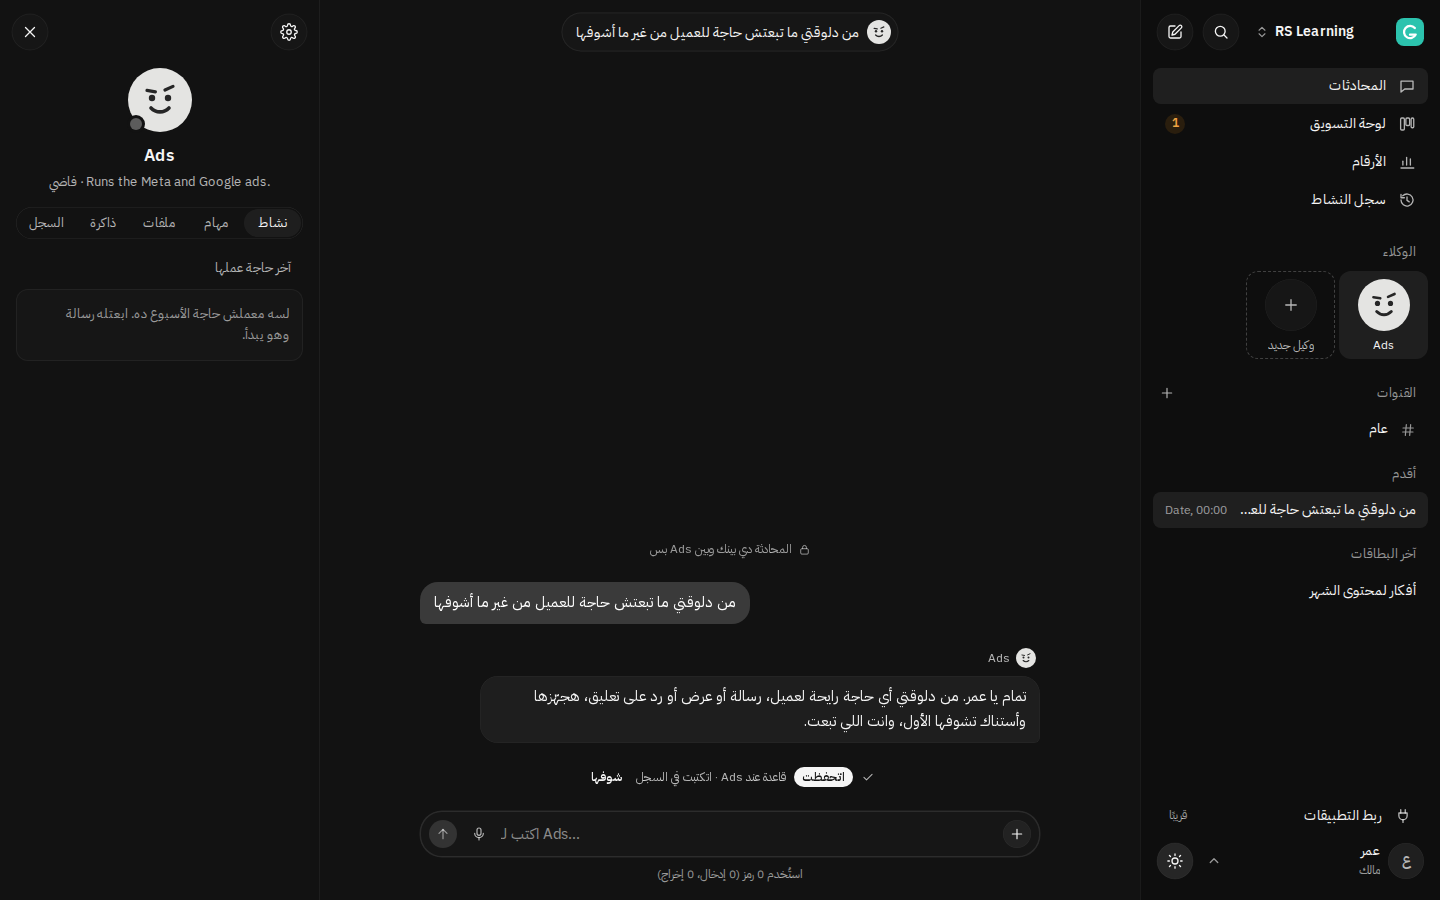 RS Learning
المحادثات
لوحة التسويق
1
الأرقام
سجل النشاط
الوكلاء
Ads
وكيل جديد
القنوات
عام
أقدم
من دلوقتي ما تبعتش حاجة للعـ...
Date, 00:00
آخر البطاقات
أفكار لمحتوى الشهر
ربط التطبيقات
قريبًا
ع
عمر
مالك
من دلوقتي ما تبعتش حاجة للعميل من غير ما أشوفها
المحادثة دي بينك وبين Ads بس
من دلوقتي ما تبعتش حاجة للعميل من غير ما أشوفها
Ads
تمام يا عمر. من دلوقتي أي حاجة رايحة لعميل، رسالة أو عرض أو رد على تعليق، هجهّزها
وأستناك تشوفها الأول، وانت اللي تبعت.
اتحفظت قاعدة عند Ads · اتكتبت في السجل شوفها
اكتب لـ Ads...
استُخدم 0 رمز (0 إدخال، 0 إخراج)
Ads
Runs the Meta and Google ads. · فاضي
نشاط
مهام
ملفات
ذاكرة
السجل
آخر حاجة عملها
لسه معملش حاجة الأسبوع ده. ابعتله رسالة
وهو يبدأ.